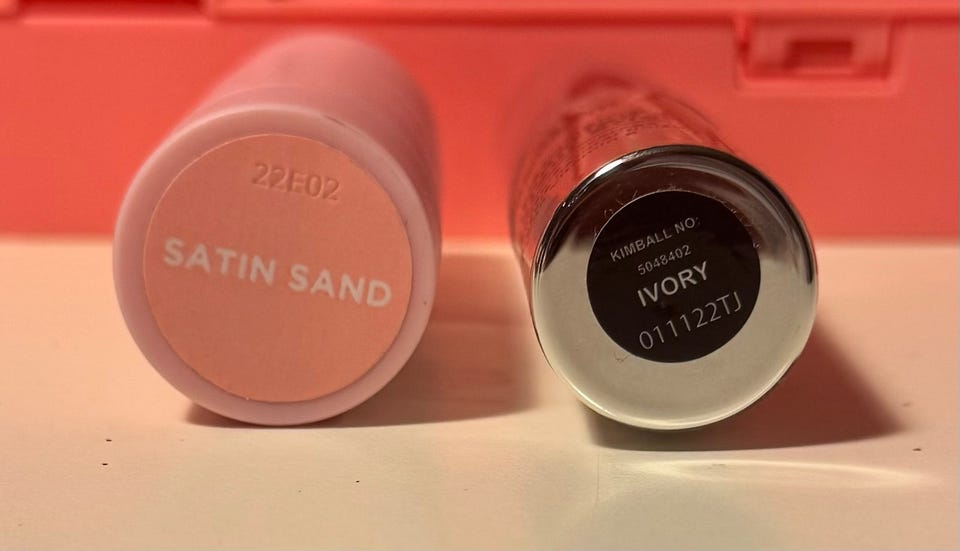 22E02
SATIN SAND
KIMBALL NO:
5048402
IVORY
011122TJ